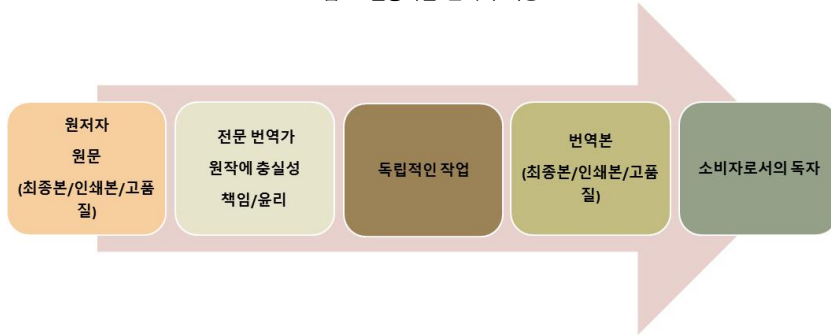 원저자
원문
(최종본/인쇄본/고품
질)
전문 번역가
원작에 충실성
책임/윤리
독립적인 작업
번역본
(최종본/인쇄본/고품
질)
소비자로서의 독자